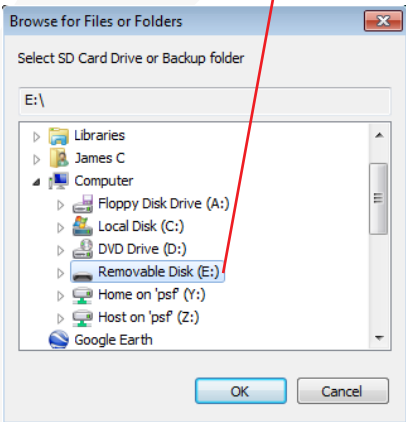 Browse for Files or Folders
Select SD Card Drive or Backup folder
E:\
Libraries
James C
Computer
Floppy Disk Drive (A:)
Local Disk (C:)
DVD Drive (D:)
Removable Disk (E:)
Home on 'psf' (Y:)
Host on 'psf' (Z:)
Google Earth
OK Cancel